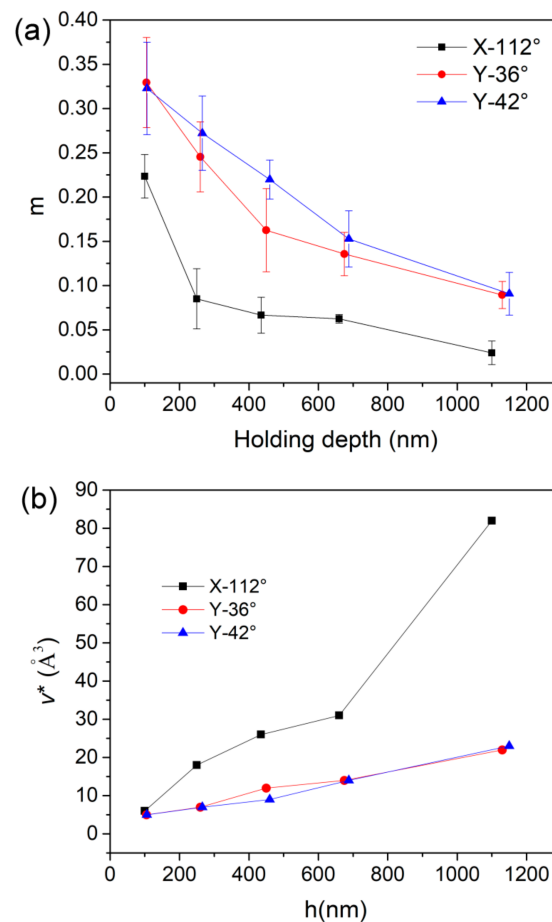 (a)
0.40
0.35
0.30
0.25
0.20
0.15
0.10
0.05
0.00
m
X-112°
Y-36°
Y-42°
0 200 400 600 800 1000 1200
Holding depth (nm)
(b)
90
80
70
60
50
40
30
20
10
0
v* (Å³)
X-112°
Y-36°
Y-42°
0 200 400 600 800 1000 1200
h(nm)